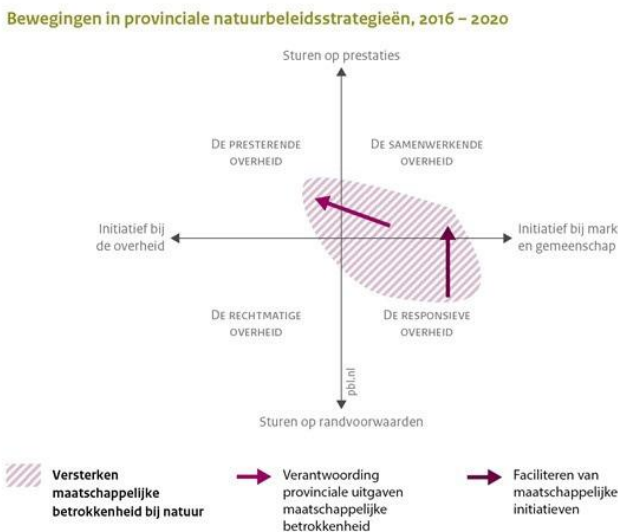 Bewegingen in provinciale natuurbeleidsstrategieën, 2016 – 2020
Sturen op prestaties
De presterende
overheid
De samenwerkende
overheid
Initiatief bij
de overheid
Initiatief bij mark
en gemeenschap
De rechtmatige
overheid
De responsieve
overheid
pbl.nl
Sturen op randvoorwaarden
Versterken
maatschappelijke
betrokkenheid bij natuur
Verantwoording
provinciale uitgaven
maatschappelijke
betrokkenheid
Faciliteren van
maatschappelijke
initiatieven